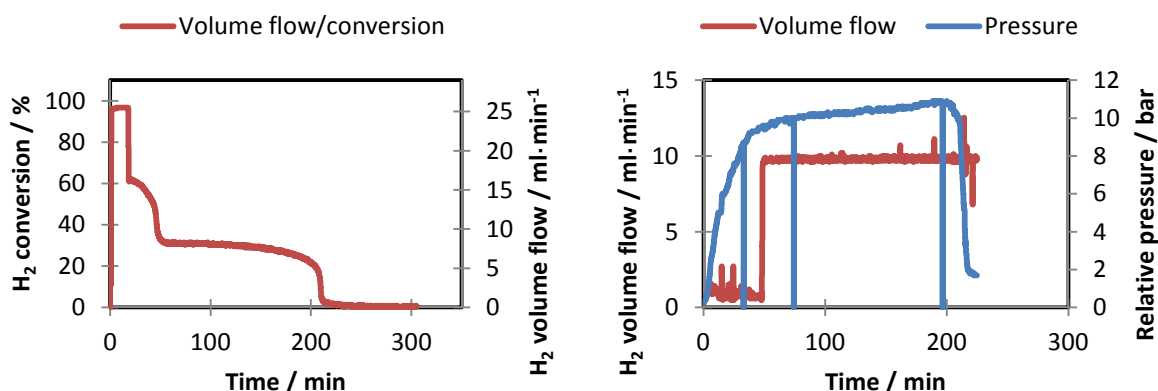 Volume flow/conversion
H2 conversion / %
100
80
60
40
20
0
25
20
15
10
5
0
H2 volume flow / ml·min-1
0 100 200 300
Time / min
Volume flow Pressure
H2 volume flow / ml·min-1
15
10
5
0
12
10
8
6
4
2
0
Relative pressure / bar
0 100 200 300
Time / min